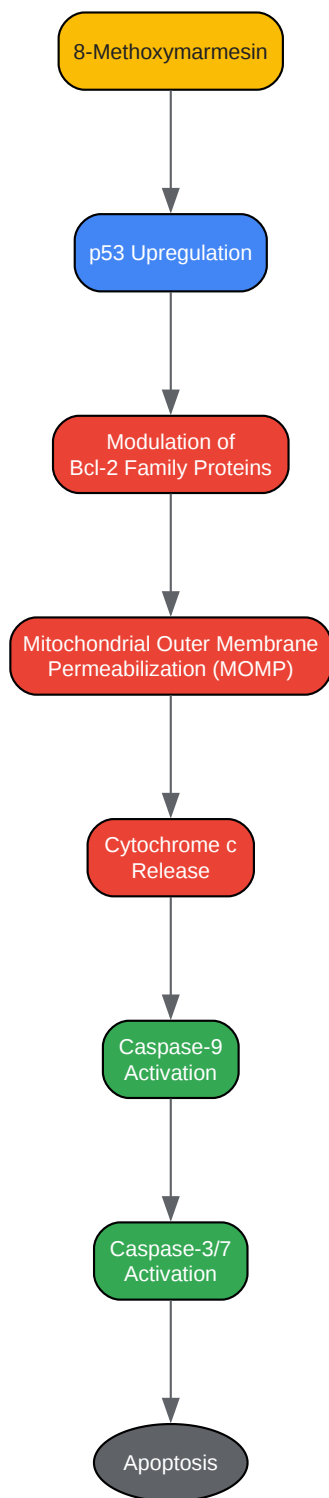 8-Methoxymarmesin
p53 Upregulation
Modulation of
Bcl-2 Family Proteins
Mitochondrial Outer Membrane
Permeabilization (MOMP)
Cytochrome c
Release
Caspase-9
Activation
Caspase-3/7
Activation
Apoptosis